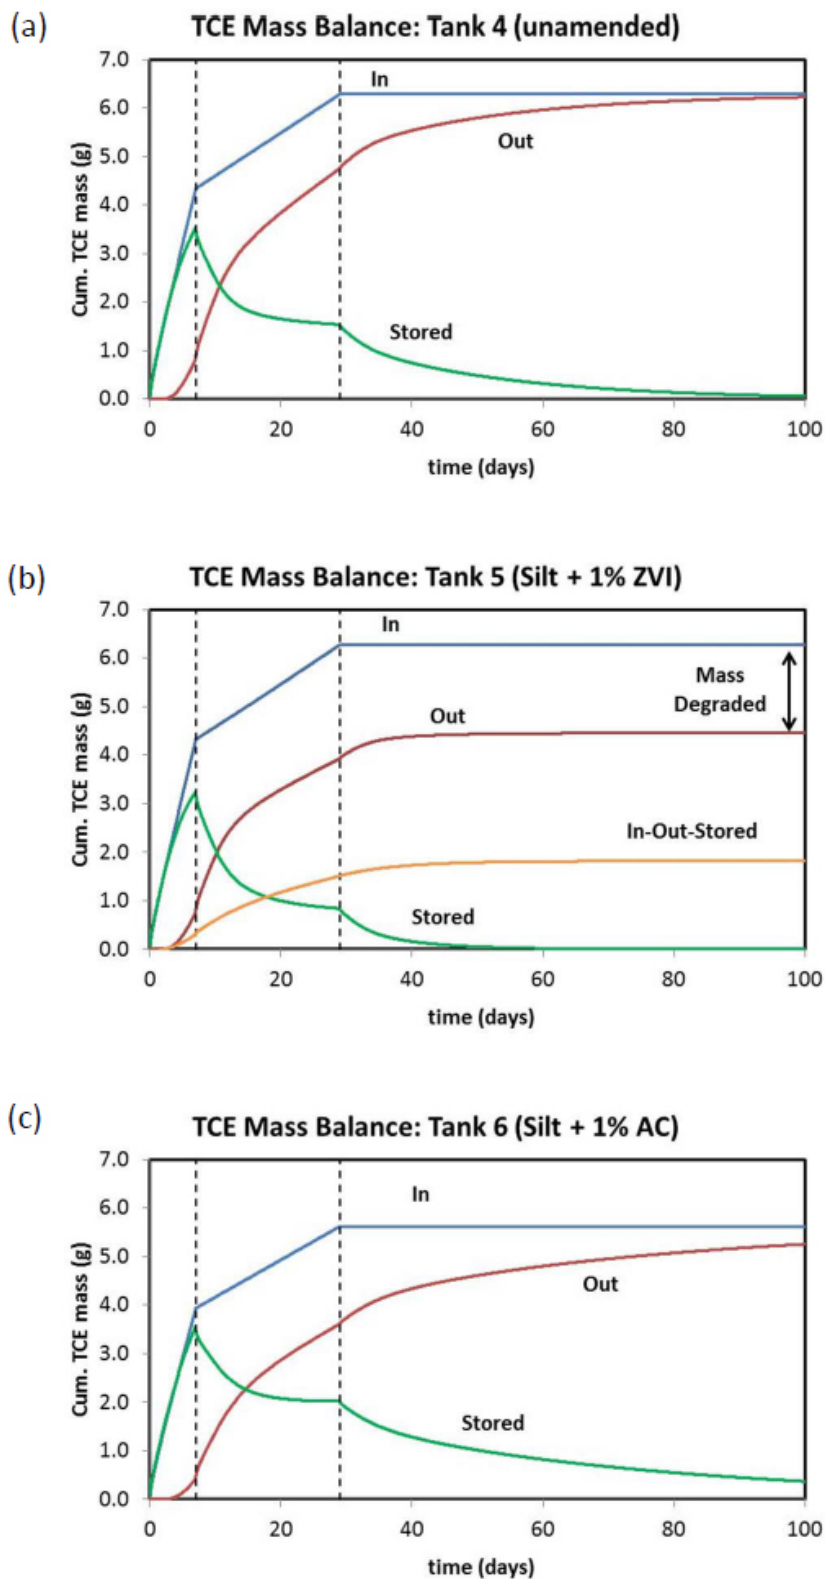 (a)
TCE Mass Balance: Tank 4 (unamended)
Cum. TCE mass (g)
7.0
6.0
5.0
4.0
3.0
2.0
1.0
0.0
In
Out
Stored
0 20 40 60 80 100
time (days)
(b)
TCE Mass Balance: Tank 5 (Silt + 1% ZVI)
Cum. TCE mass (g)
7.0
6.0
5.0
4.0
3.0
2.0
1.0
0.0
In
Mass
Degraded
Out
In-Out-Stored
Stored
0 20 40 60 80 100
time (days)
(c)
TCE Mass Balance: Tank 6 (Silt + 1% AC)
Cum. TCE mass (g)
7.0
6.0
5.0
4.0
3.0
2.0
1.0
0.0
In
Out
Stored
0 20 40 60 80 100
time (days)